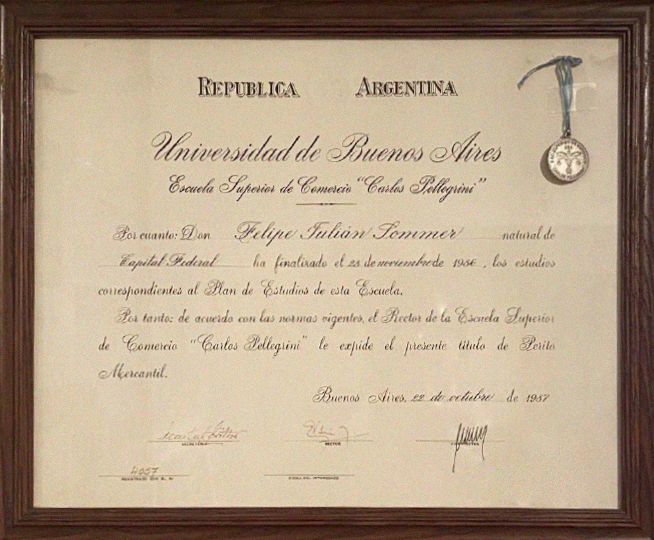 REPUBLICA ARGENTINA
Universidad de Buenos Aires
Escuela Superior de Comercio "Carlos Pellegrini"
Por cuanto: Don Felipe Julián Sommer natural de
Capital Federal ha finalizado el 25 de noviembre de 1986, los estudios
correspondientes al Plan de Estudios de esta Escuela.
Por tanto: de acuerdo con las normas vigentes, el Rector de la Escuela Superior
de Comercio "Carlos Pellegrini" le expide el presente título de Perito
Mercantil.
Buenos Aires, 22 de octubre de 1987
RECTOR
4057